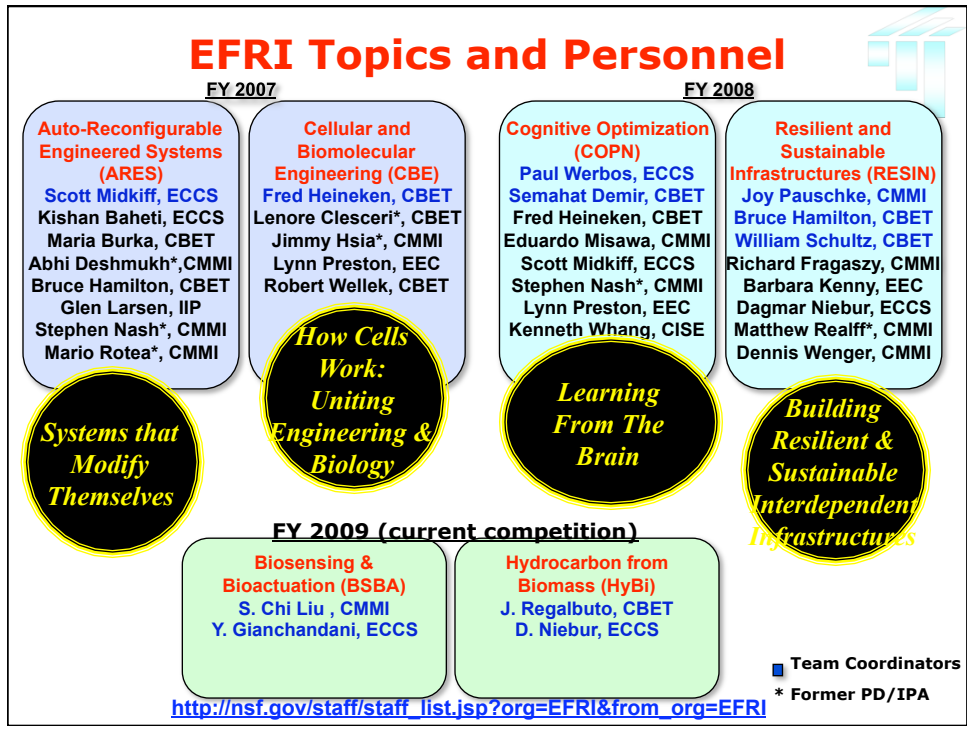 EFRI Topics and Personnel
FY 2007
Auto-Reconfigurable
Engineered Systems
(ARES)
Scott Midkiff, ECCS
Kishan Baheti, ECCS
Maria Burka, CBET
Abhi Deshmukh*,CMMI
Bruce Hamilton, CBET
Glen Larsen, IIP
Stephen Nash*, CMMI
Mario Rotea*, CMMI
Systems that
Modify
Themselves
Cellular and
Biomolecular
Engineering (CBE)
Fred Heineken, CBET
Lenore Clesceri*, CBET
Jimmy Hsia*, CMMI
Lynn Preston, EEC
Robert Wellek, CBET
How Cells
Work:
Uniting
Engineering &
Biology
FY 2008
Cognitive Optimization
(COPN)
Paul Werbos, ECCS
Semahat Demir, CBET
Fred Heineken, CBET
Eduardo Misawa, CMMI
Scott Midkiff, ECCS
Stephen Nash*, CMMI
Lynn Preston, EEC
Kenneth Whang, CISE
Learning
From The
Brain
Resilient and
Sustainable
Infrastructures (RESIN)
Joy Pauschke, CMMI
Bruce Hamilton, CBET
William Schultz, CBET
Richard Fragaszy, CMMI
Barbara Kenny, EEC
Dagmar Niebur, ECCS
Matthew Realff*, CMMI
Dennis Wenger, CMMI
Building
Resilient &
Sustainable
Interdependent
Infrastructures
FY 2009 (current competition)
Biosensing &
Bioactuation (BSBA)
S. Chi Liu , CMMI
Y. Gianchandani, ECCS
Hydrocarbon from
Biomass (HyBi)
J. Regalbuto, CBET
D. Niebur, ECCS
Team Coordinators
* Former PD/IPA
http://nsf.gov/staff/staff_list.jsp?org=EFRI&from_org=EFRI